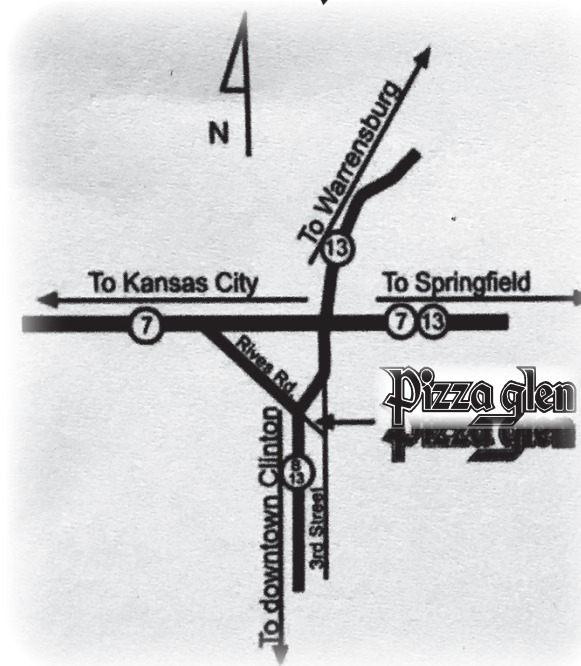 N
To Warrensburg
13
To Kansas City
To Springfield
7
7 13
Rives Rd.
Pizza glen
To downtown Clinton
B
13
3rd Street